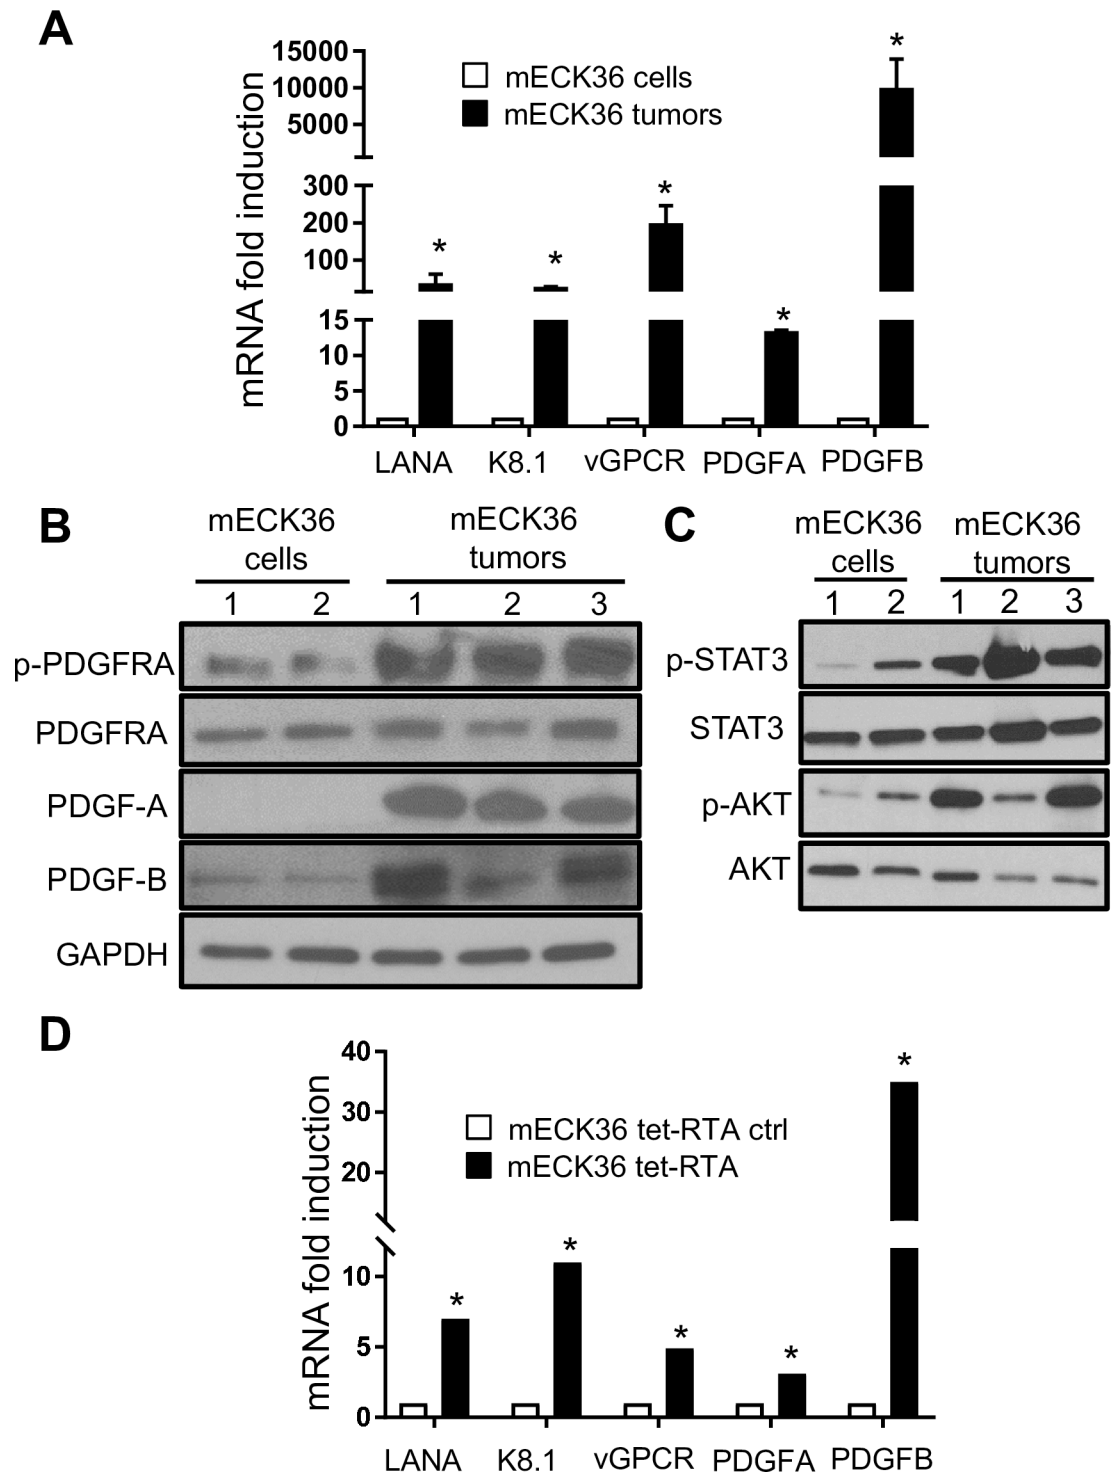 A
mRNA fold induction
15000
10000
5000
300
200
100
15
10
5
0
mECK36 cells
mECK36 tumors
*
*
*
*
*
LANA K8.1 vGPCR PDGFA PDGFB
B
mECK36 cells
mECK36 tumors
1 2 1 2 3
p-PDGFRA
PDGFRA
PDGF-A
PDGF-B
GAPDH
C
mECK36 cells
mECK36 tumors
1 2 1 2 3
p-STAT3
STAT3
p-AKT
AKT
D
mRNA fold induction
40
30
20
10
5
0
mECK36 tet-RTA ctrl
mECK36 tet-RTA
*
*
*
*
*
LANA K8.1 vGPCR PDGFA PDGFB